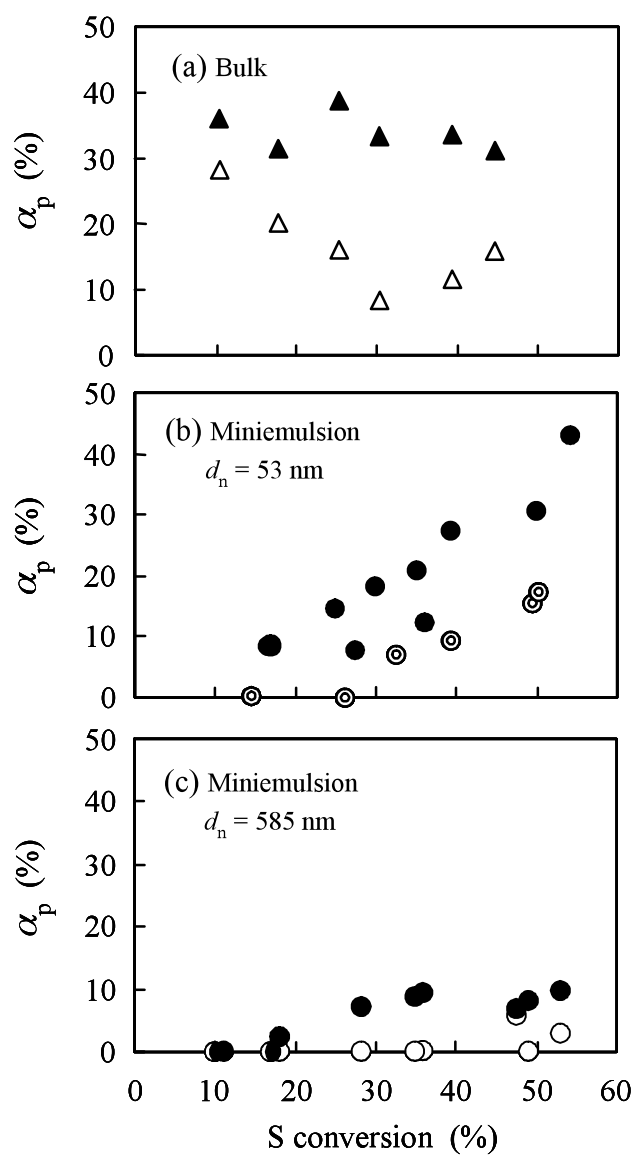 50
(a) Bulk
40
30
αp (%)
20
10
0
50
(b) Miniemulsion
40
dn = 53 nm
30
αp (%)
20
10
0
50
(c) Miniemulsion
40
dn = 585 nm
30
αp (%)
20
10
0
0 10 20 30 40 50 60
S conversion (%)